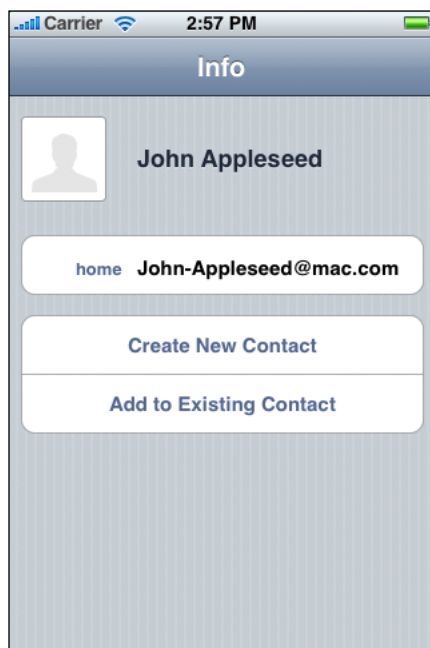 Carrier 2:57 PM
Info
John Appleseed
home John-Appleseed@mac.com
Create New Contact
Add to Existing Contact